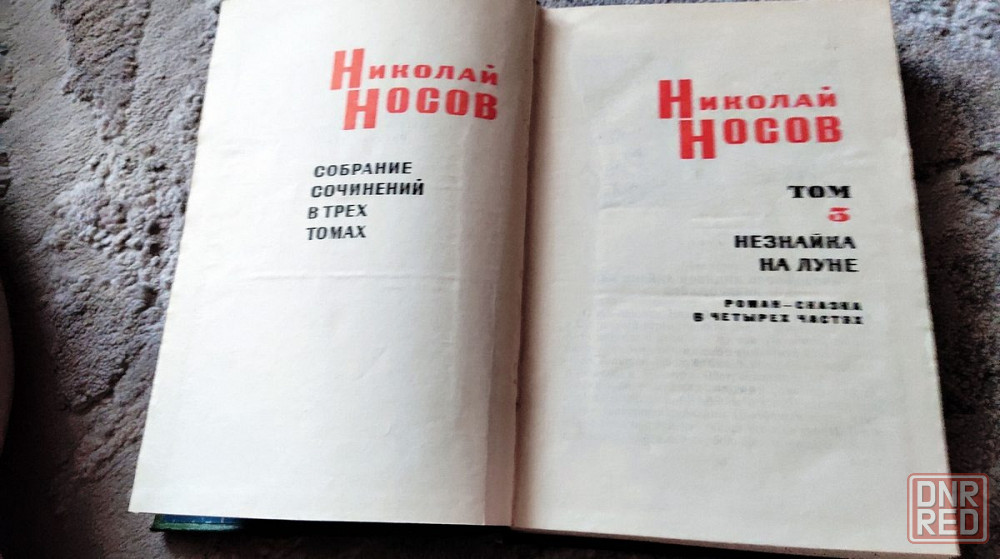 НИКОЛАЙ
НОСОВ
СОБРАНИЕ
СОЧИНЕНИЙ
В ТРЕХ
ТОМАХ
НИКОЛАЙ
НОСОВ
ТОМ
3
НЕЗНАЙКА
НА ЛУНЕ
РОМАН—СКАЗКА
В ЧЕТЫРЕХ ЧАСТЯХ
DNR
RED